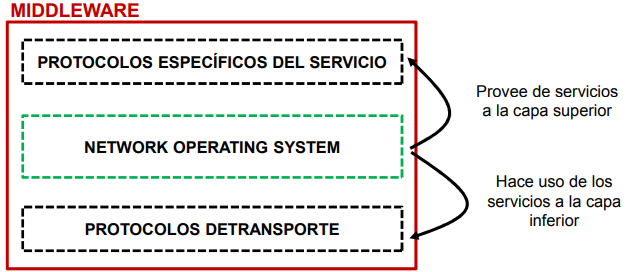 MIDDLEWARE
PROTOCOLOS ESPECÍFICOS DEL SERVICIO
NETWORK OPERATING SYSTEM
PROTOCOLOS DETRANSPORTE
Provee de servicios
a la capa superior
Hace uso de los
servicios a la capa
inferior